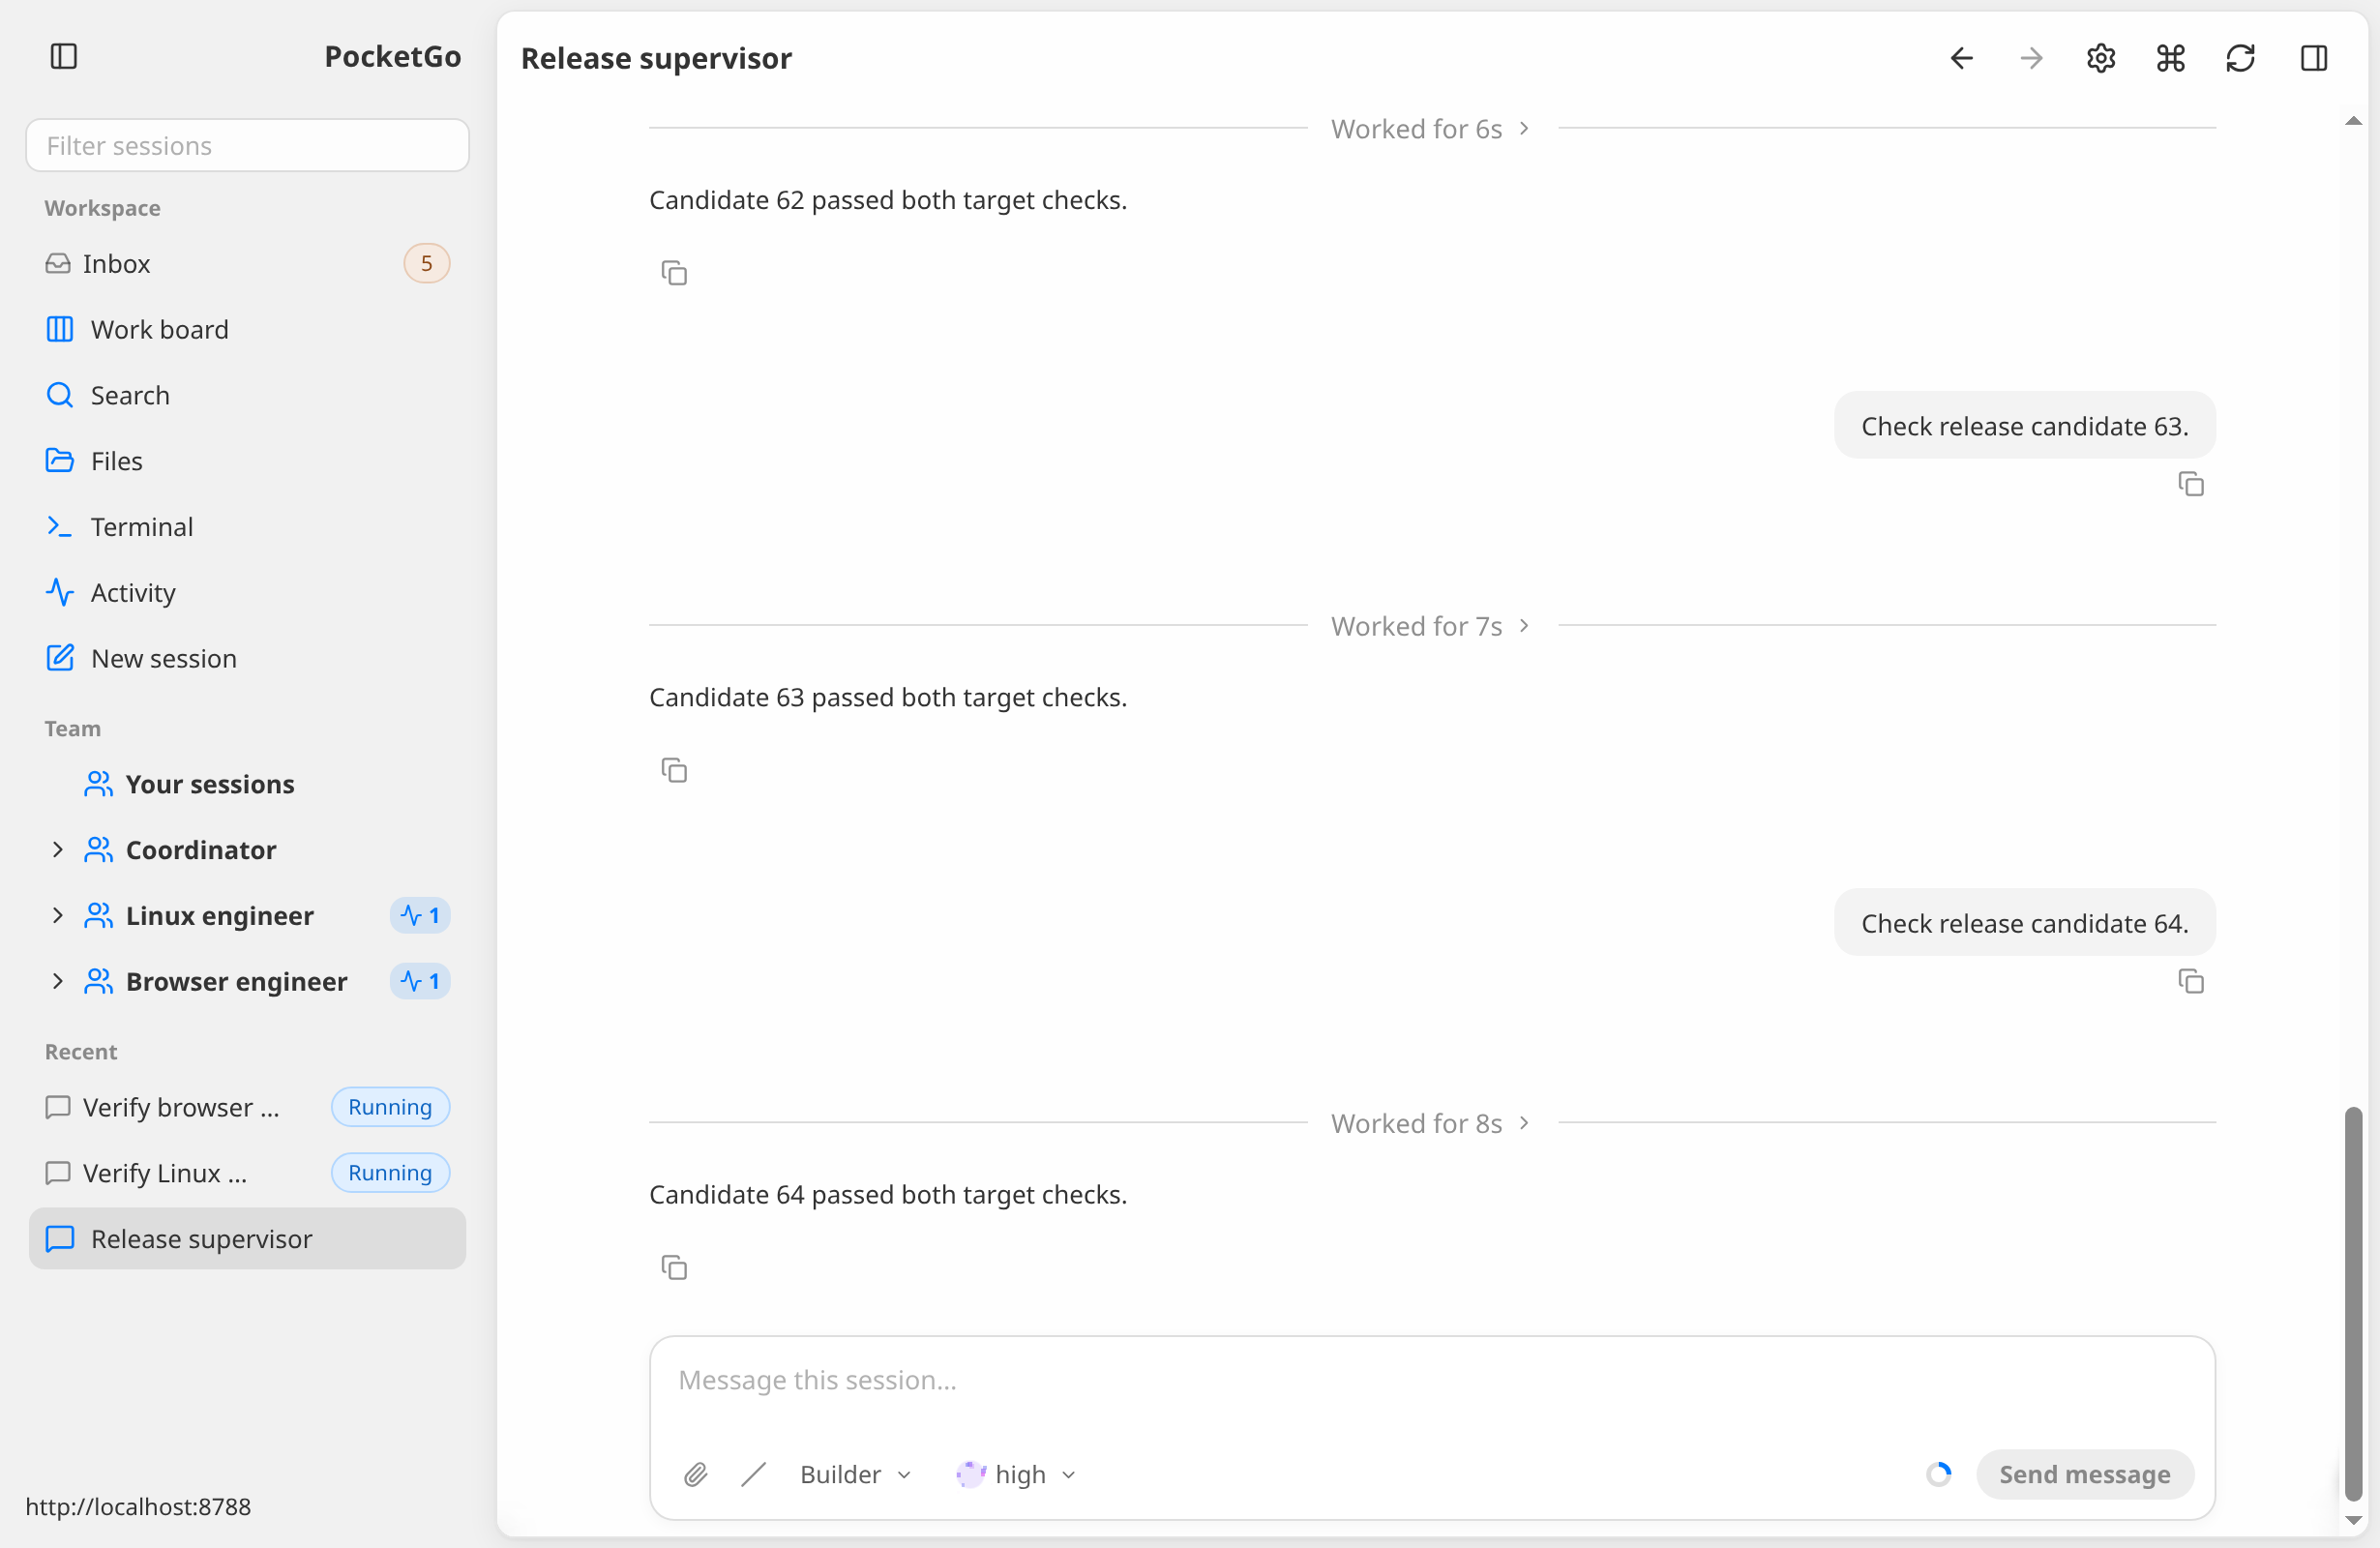 PocketGo
Filter sessions
Workspace
Inbox
5
Work board
Search
Files
Terminal
Activity
New session
Team
Your sessions
Coordinator
Linux engineer
1
Browser engineer
1
Recent
Verify browser ...
Running
Verify Linux ...
Running
Release supervisor
http://localhost:8788
Release supervisor
Worked for 6s
Candidate 62 passed both target checks.
Check release candidate 63.
Worked for 7s
Candidate 63 passed both target checks.
Check release candidate 64.
Worked for 8s
Candidate 64 passed both target checks.
Message this session...
Builder
high
Send message